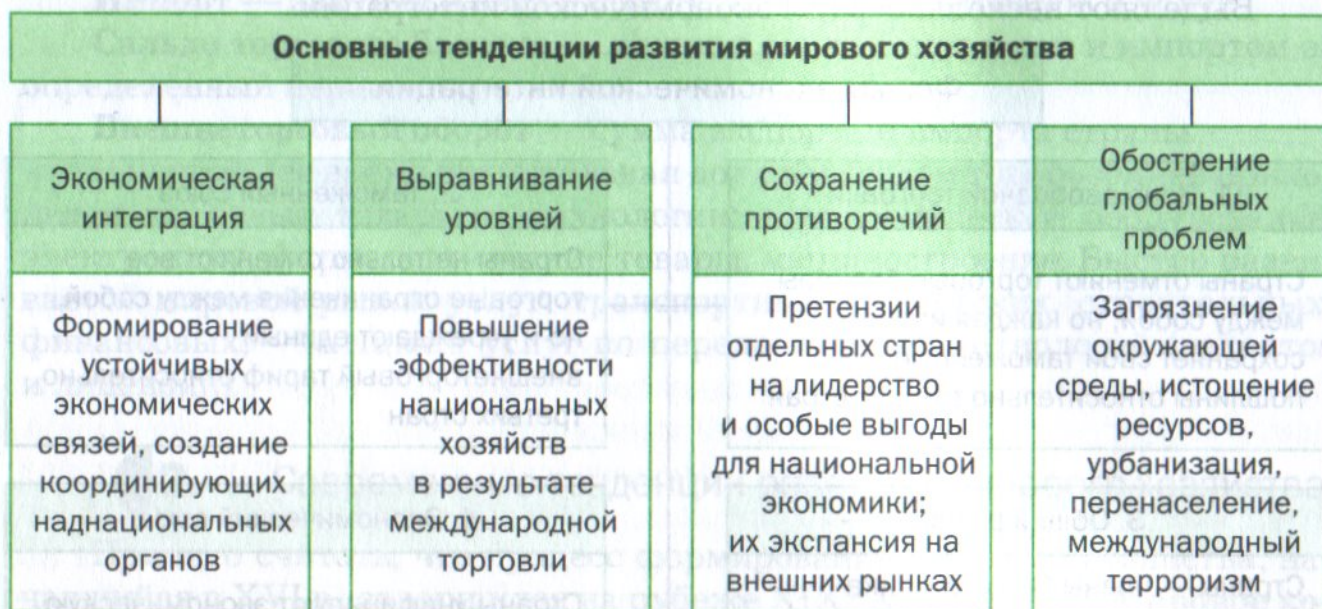 Основные тенденции развития мирового хозяйства
Экономическая
интеграция
Формирование
устойчивых
экономических
связей, создание
координирующих
наднациональных
органов
Выравнивание
уровней
Повышение
эффективности
национальных
хозяйств
в результате
международной
торговли
Сохранение
противоречий
Претензии
отдельных стран
на лидерство
и особые выгоды
для национальной
экономики;
их экспансия на
внешних рынках
Обострение
глобальных
проблем
Загрязнение
окружающей
среды, истощение
ресурсов,
урбанизация,
перенаселение,
международный
терроризм